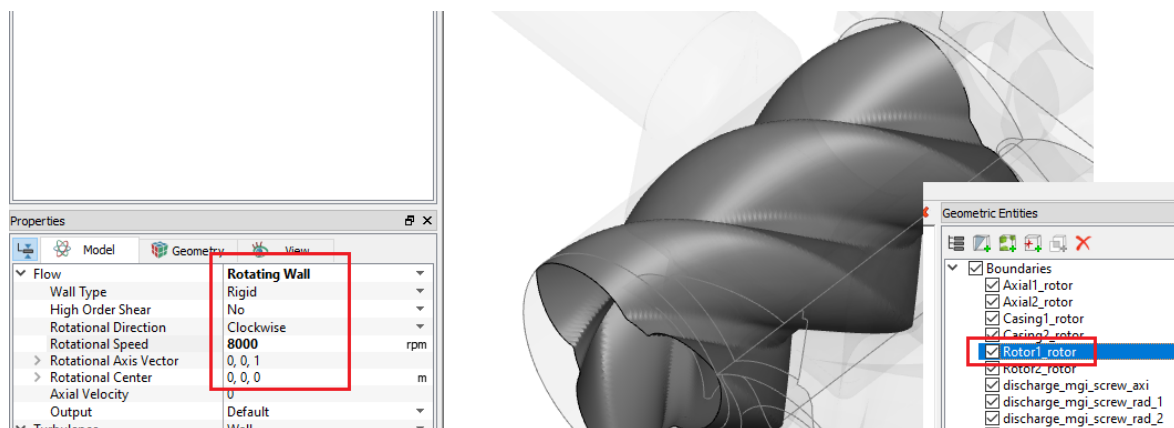 Properties
Model
Geometry
View
Flow Rotating Wall
Wall Type Rigid
High Order Shear No
Rotational Direction Clockwise
Rotational Speed 8000 rpm
Rotational Axis Vector 0, 0, 1
Rotational Center 0, 0, 0 m
Axial Velocity 0
Output Default
Turbulence Wall
Geometric Entities
Boundaries
Axial1_rotor
Axial2_rotor
Casing1_rotor
Casing2_rotor
Rotor1_rotor
Rotor2_rotor
discharge_mgi_screw_axi
discharge_mgi_screw_rad_1
discharge_mgi_screw_rad_2